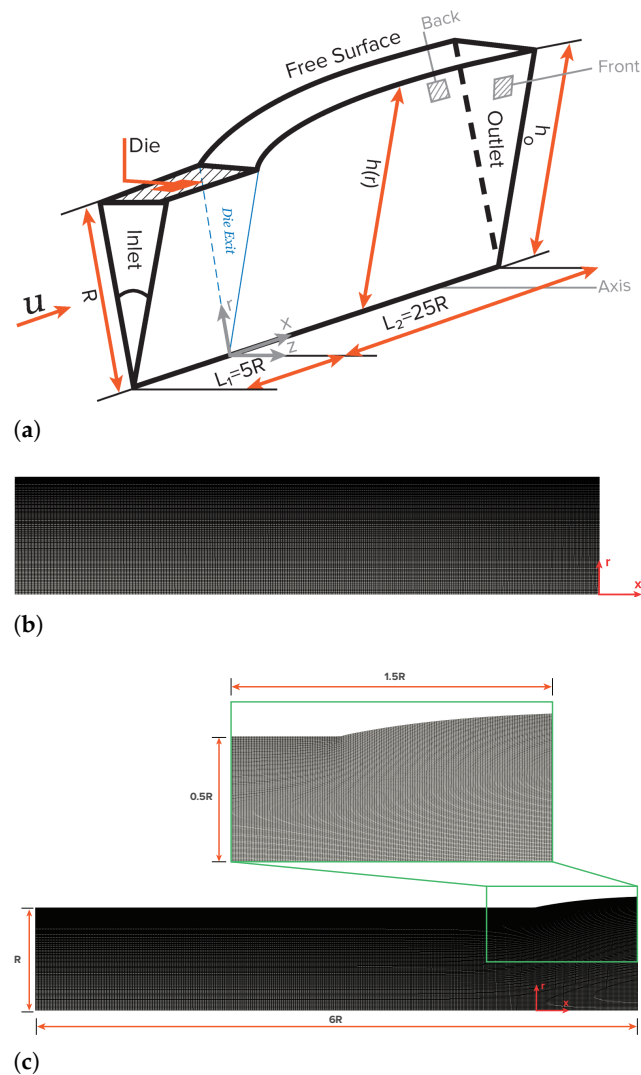 Free Surface
Back
Front
Die
Outlet
hₒ
h(r)
Die Exit
Inlet
R
u
r
x
z
Axis
L₁=5R
L₂=25R
(a)
r
x
(b)
1.5R
0.5R
R
r
x
6R
(c)